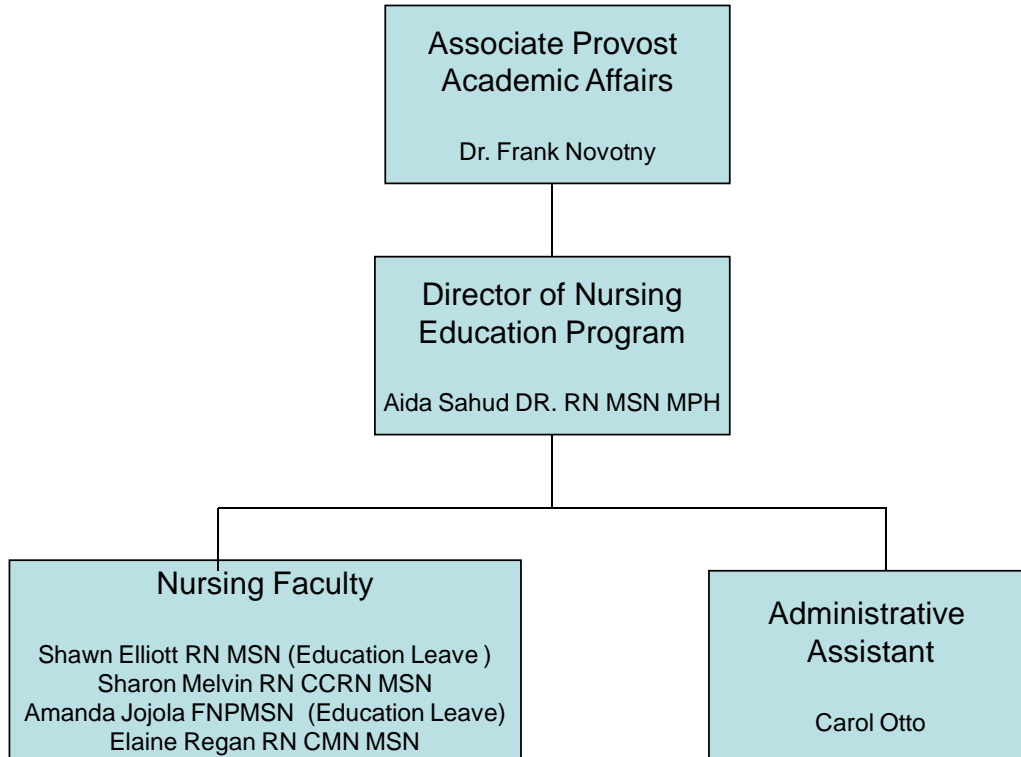 Associate Provost
Academic Affairs
Dr. Frank Novotny
Director of Nursing
Education Program
Aida Sahud DR. RN MSN MPH
Nursing Faculty
Shawn Elliott RN MSN (Education Leave )
Sharon Melvin RN CCRN MSN
Amanda Jojola FNPMSN  (Education Leave)
Elaine Regan RN CMN MSN
Administrative
Assistant
Carol Otto